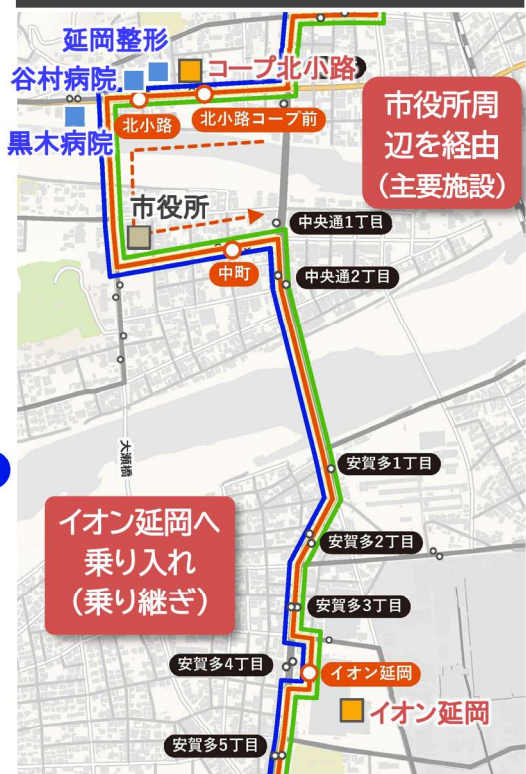 延岡整形
谷村病院
コープ北小路
黒木病院
北小路
北小路コープ前
市役所周
辺を経由
(主要施設)
市役所
中央通1丁目
中町
中央通2丁目
大瀬橋
安賀多1丁目
イオン延岡へ
乗り入れ
(乗り継ぎ)
安賀多2丁目
安賀多3丁目
安賀多4丁目
イオン延岡
イオン延岡
安賀多5丁目